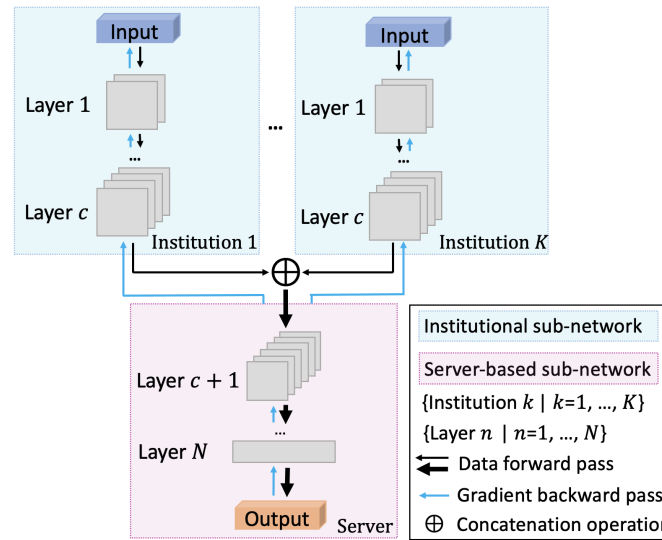 Input
Layer 1
...
Layer c
Institution 1
...
Input
Layer 1
...
Layer c
Institution K
Layer c + 1
...
Layer N
Output
Server
Institutional sub-network
Server-based sub-network
{Institution k | k=1, ..., K}
{Layer n | n=1, ..., N}
Data forward pass
Gradient backward pass
Concatenation operation